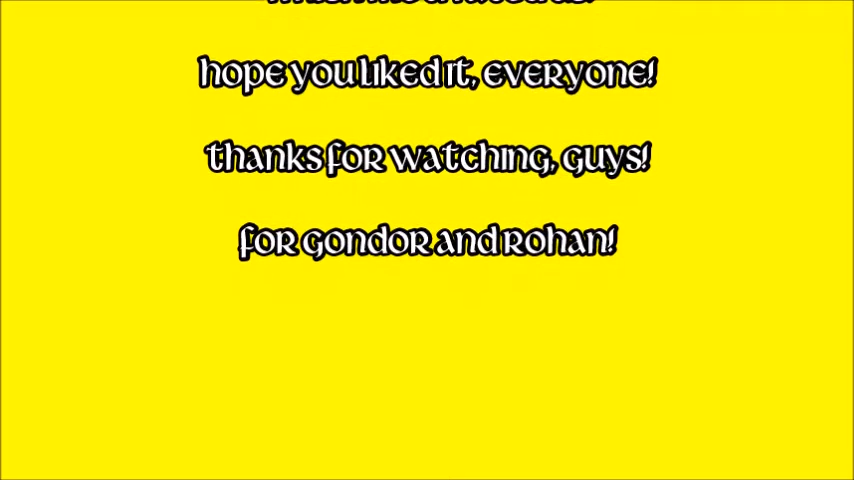 hope you liked it, everyone!
thanks for watching, guys!
for gondor and rohan!